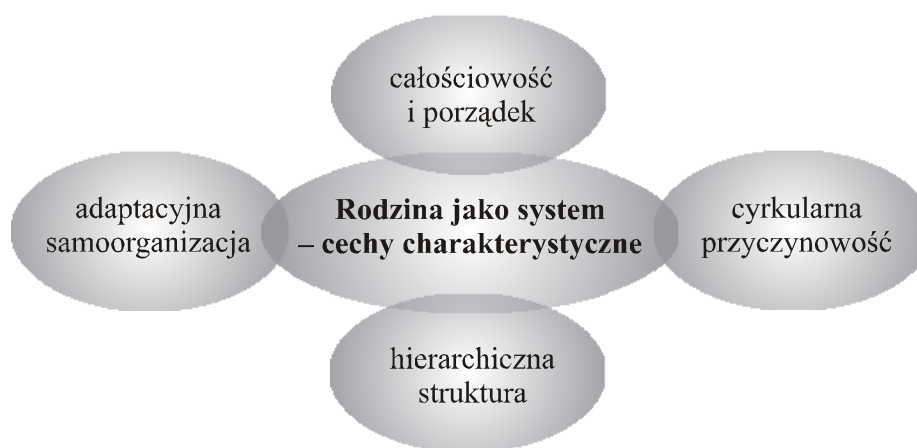 całościowość
i porządek
adaptacyjna
samoorganizacja
Rodzina jako system
– cechy charakterystyczne
cyrkularna
przyczynowość
hierarchiczna
struktura